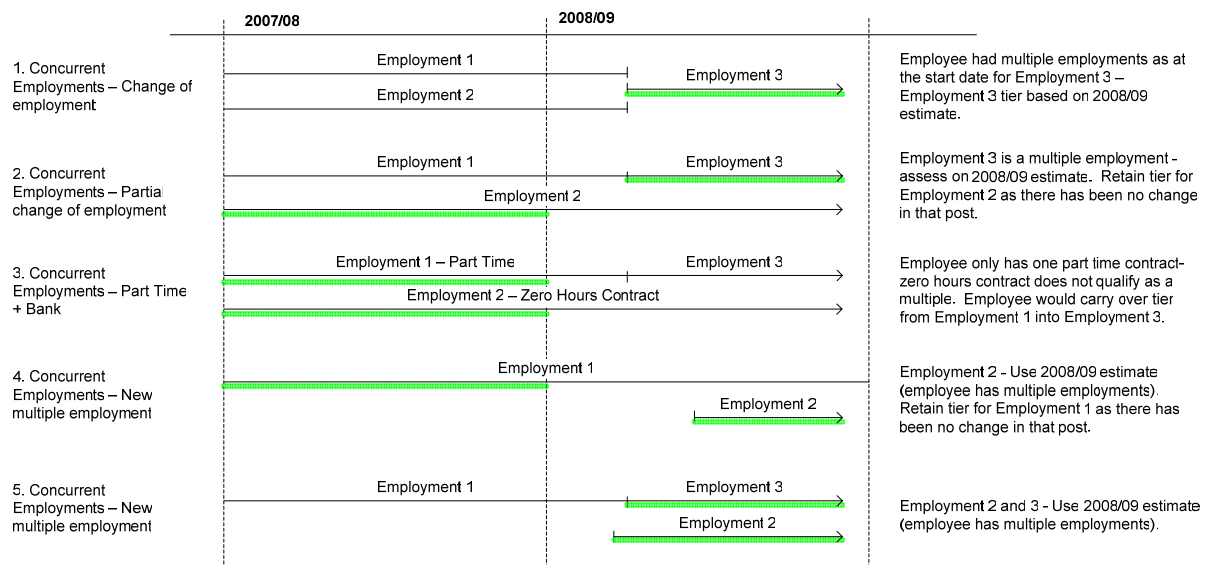 2007/08
2008/09
1. Concurrent
Employments – Change of
employment
Employment 1
Employment 2
Employment 3
Employee had multiple employments as at
the start date for Employment 3 –
Employment 3 tier based on 2008/09
estimate.
2. Concurrent
Employments – Partial
change of employment
Employment 1
Employment 3
Employment 2
Employment 3 is a multiple employment -
assess on 2008/09 estimate. Retain tier for
Employment 2 as there has been no change
in that post.
3. Concurrent
Employments – Part Time
+ Bank
Employment 1 – Part Time
Employment 3
Employment 2 – Zero Hours Contract
Employee only has one part time contract-
zero hours contract does not qualify as a
multiple. Employee would carry over tier
from Employment 1 into Employment 3.
4. Concurrent
Employments – New
multiple employment
Employment 1
Employment 2
Employment 2 - Use 2008/09 estimate
(employee has multiple employments).
Retain tier for Employment 1 as there has
been no change in that post.
5. Concurrent
Employments – New
multiple employment
Employment 1
Employment 3
Employment 2
Employment 2 and 3 - Use 2008/09 estimate
(employee has multiple employments).